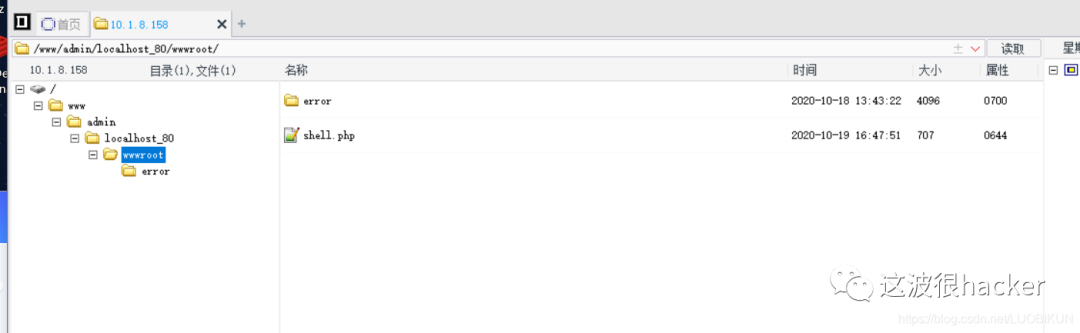 首页
10.1.8.158
/www/admin/localhost_80/wwwroot/
读取
10.1.8.158 目录(1),文件(1) 名称 时间 大小 属性
/
www
admin
localhost_80
wwwroot
error
error 2020-10-18 13:43:22 4096 0700
shell.php 2020-10-19 16:47:51 707 0644
这波很hacker
https://blog.csdn.net/LUOBIKUN